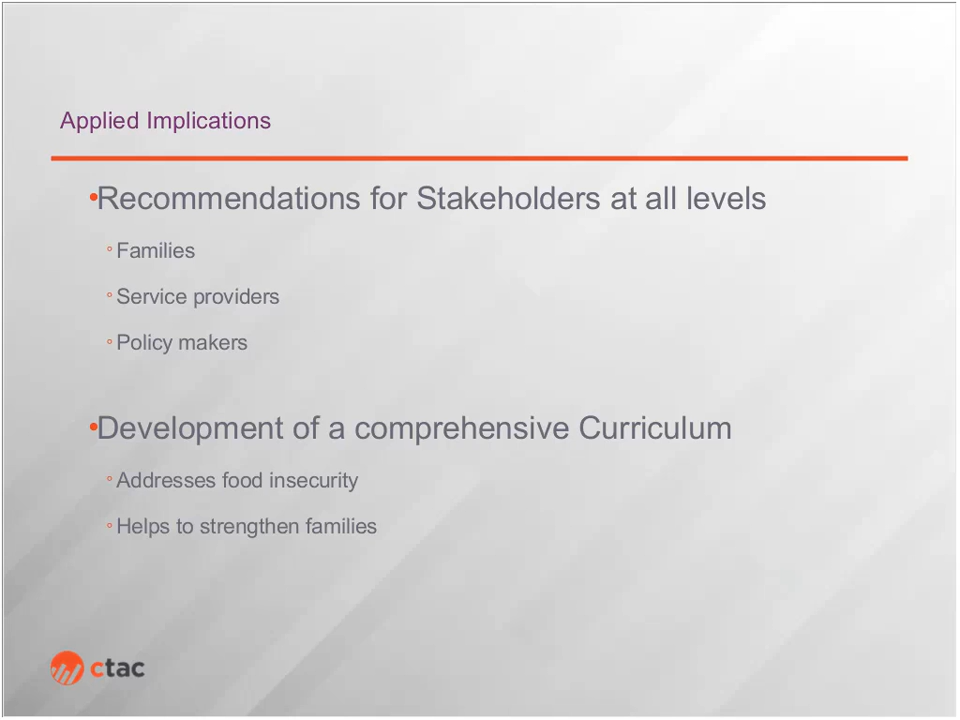 Applied Implications
•Recommendations for Stakeholders at all levels
◦Families
◦Service providers
◦Policy makers
•Development of a comprehensive Curriculum
◦Addresses food insecurity
◦Helps to strengthen families
ctac